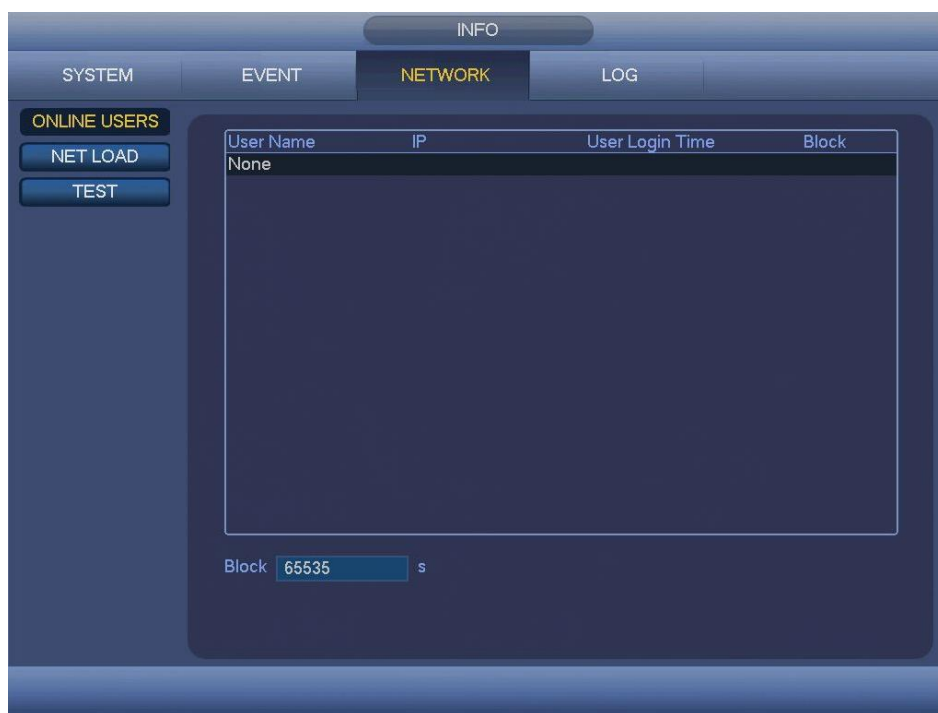 INFO
SYSTEM EVENT NETWORK LOG
ONLINE USERS
NET LOAD
TEST
User Name IP User Login Time Block
None
Block 65535 s